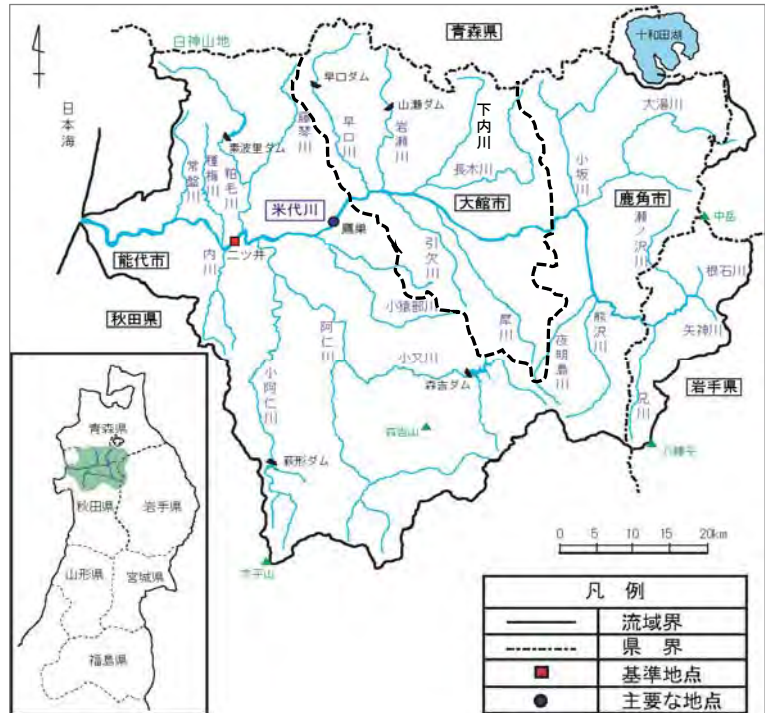 青森県
十和田湖
白神山地
日本海
早口ダム
山瀬ダム
素波里ダム
藤琴川
早口川
岩瀬川
下内川
長木川
大湯川
小坂川
常盤川
種梅川
粕毛川
米代川
大館市
鹿角市
瀬ノ沢川
中岳
鷹巣
内川
二ツ井
引欠川
根石川
能代市
秋田県
小猿部川
阿仁川
小又川
犀川
夜明島川
熊沢川
矢神川
小阿仁川
森吉ダム
岩手県
兄川
森吉山
八幡平
萩形ダム
太平山
0 5 10 15 20km
青森県
秋田県
岩手県
山形県
宮城県
福島県
凡 例
流域界
県 界
基準地点
主要な地点